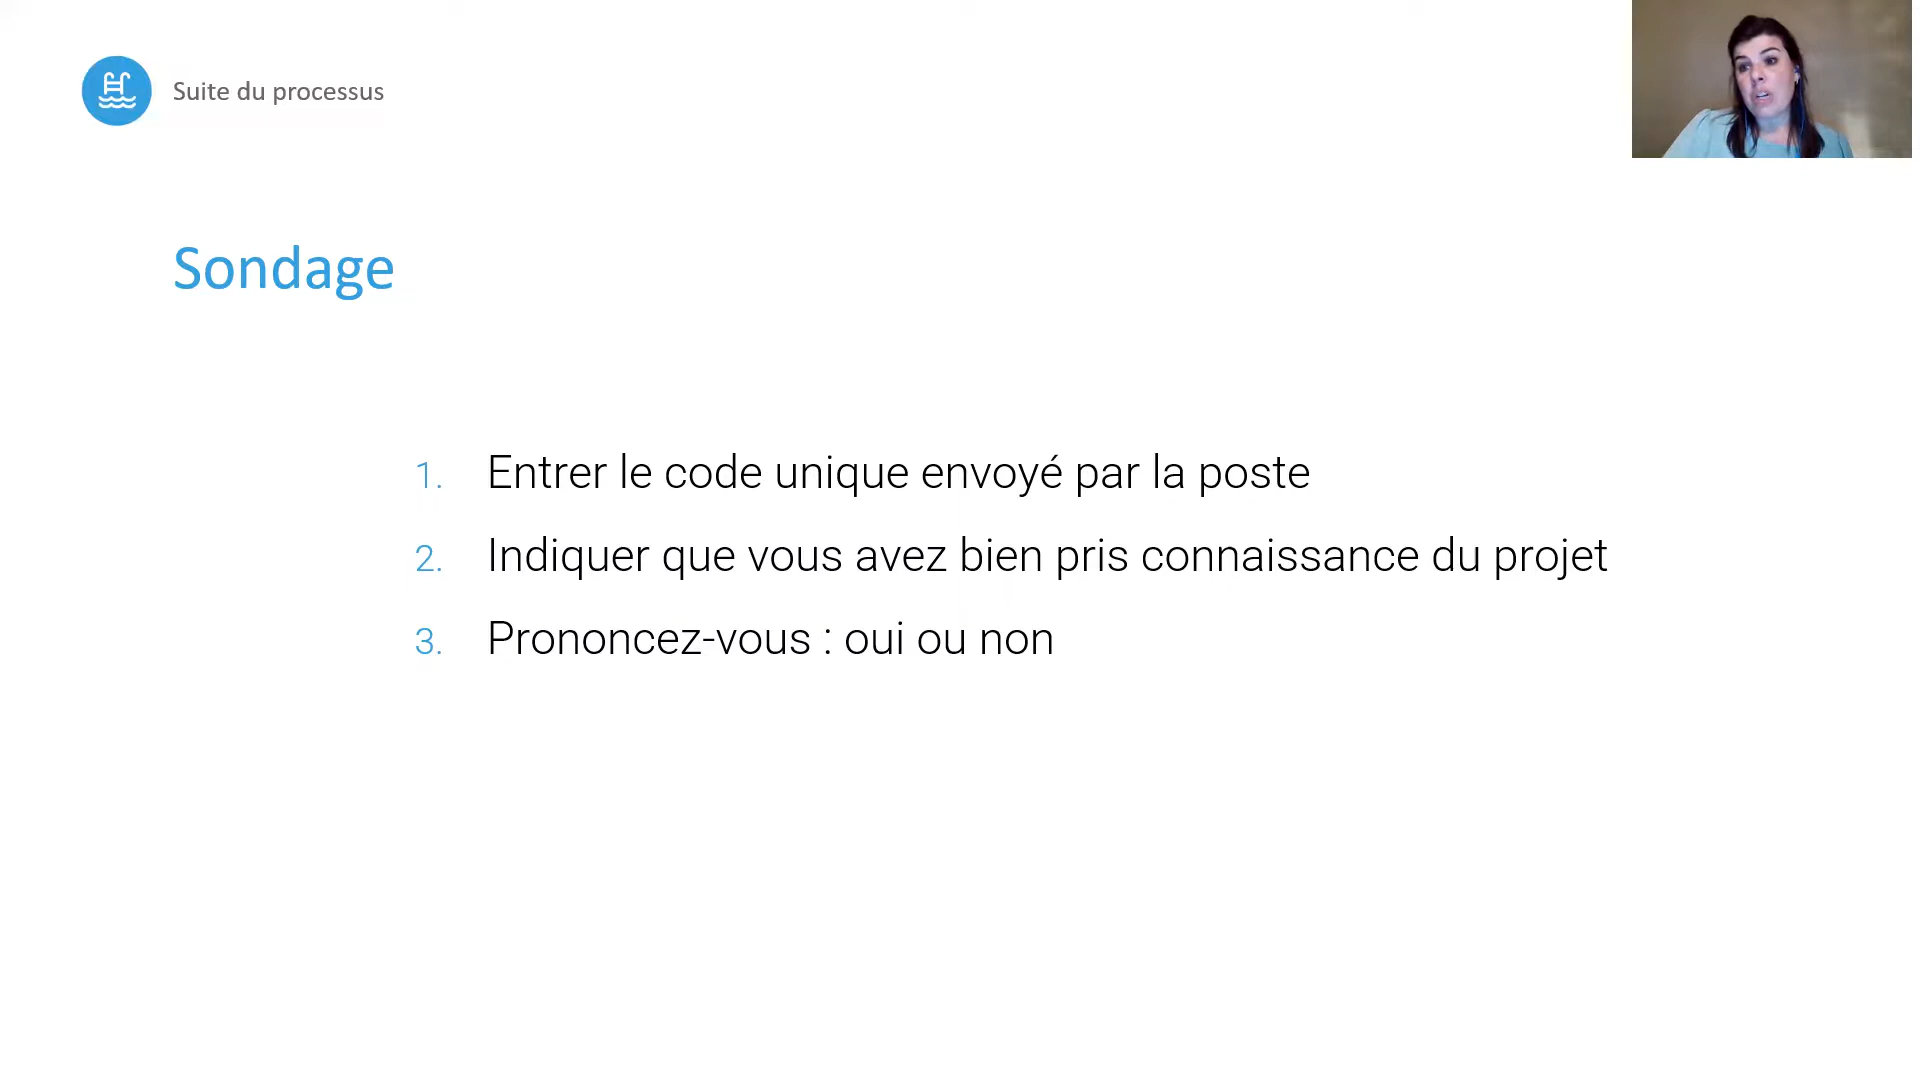 Suite du processus
Sondage
1. Entrer le code unique envoyé par la poste
2. Indiquer que vous avez bien pris connaissance du projet
3. Prononcez-vous : oui ou non